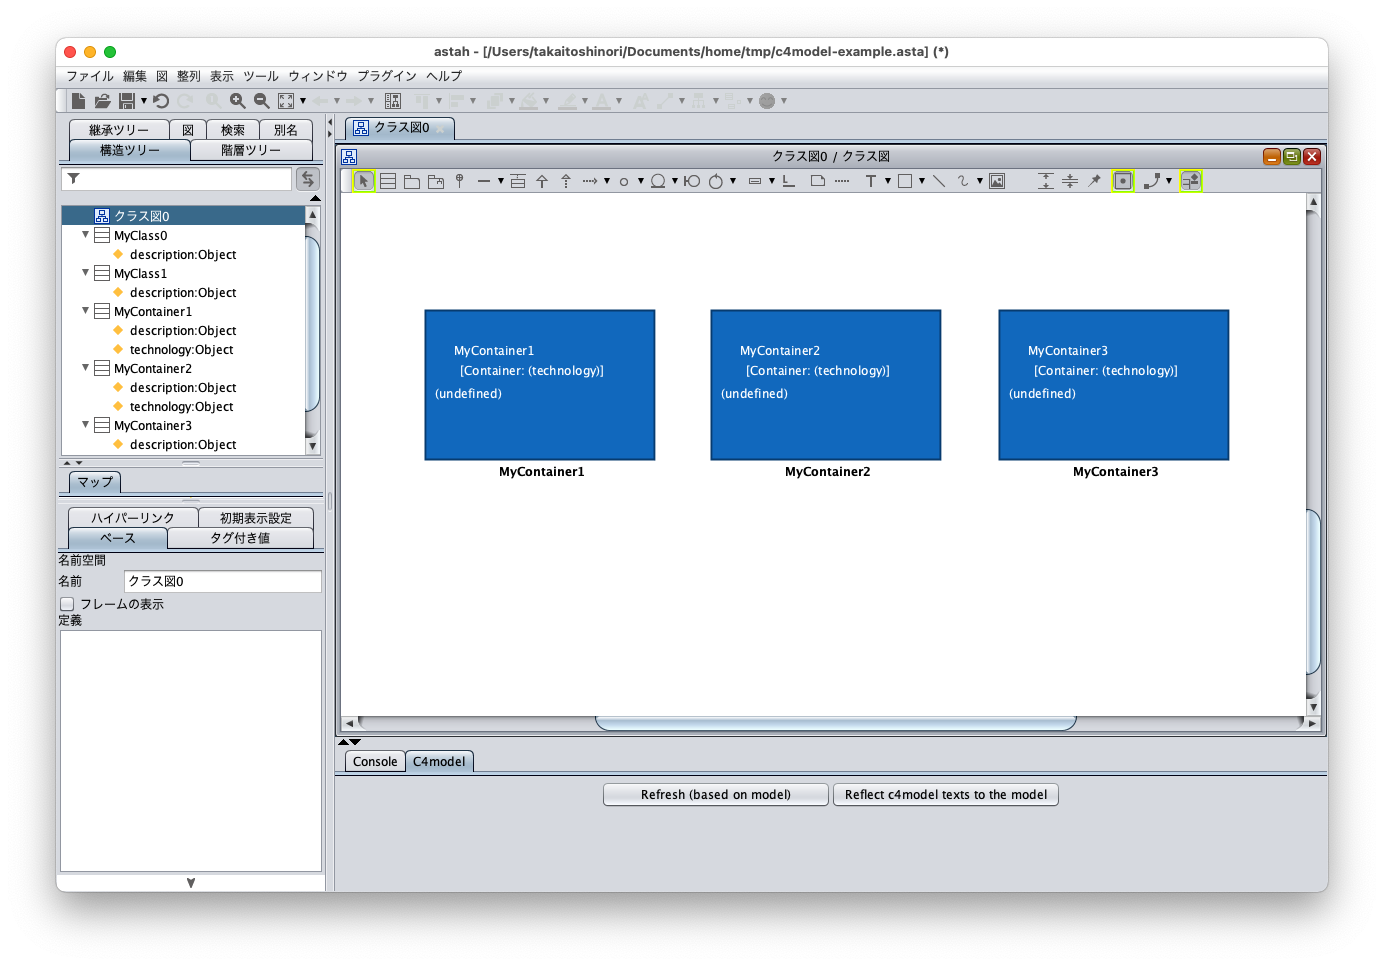 astah - [/Users/takaitoshinori/Documents/home/tmp/c4model-example.asta] (*)
ファイル 編集 図 整列 表示 ツール ウィンドウ プラグイン ヘルプ
継承ツリー 図 検索 別名
構造ツリー 階層ツリー
クラス図0
MyClass0
description:Object
MyClass1
description:Object
MyContainer1
description:Object
technology:Object
MyContainer2
description:Object
technology:Object
MyContainer3
description:Object
マップ
ハイパーリンク 初期表示設定
ベース タグ付き値
名前空間
名前 クラス図0
フレームの表示
定義
クラス図0
クラス図0 / クラス図
T
MyContainer1
[Container: (technology)]
(undefined)
MyContainer1
MyContainer2
[Container: (technology)]
(undefined)
MyContainer2
MyContainer3
[Container: (technology)]
(undefined)
MyContainer3
Console C4model
Refresh (based on model) Reflect c4model texts to the model